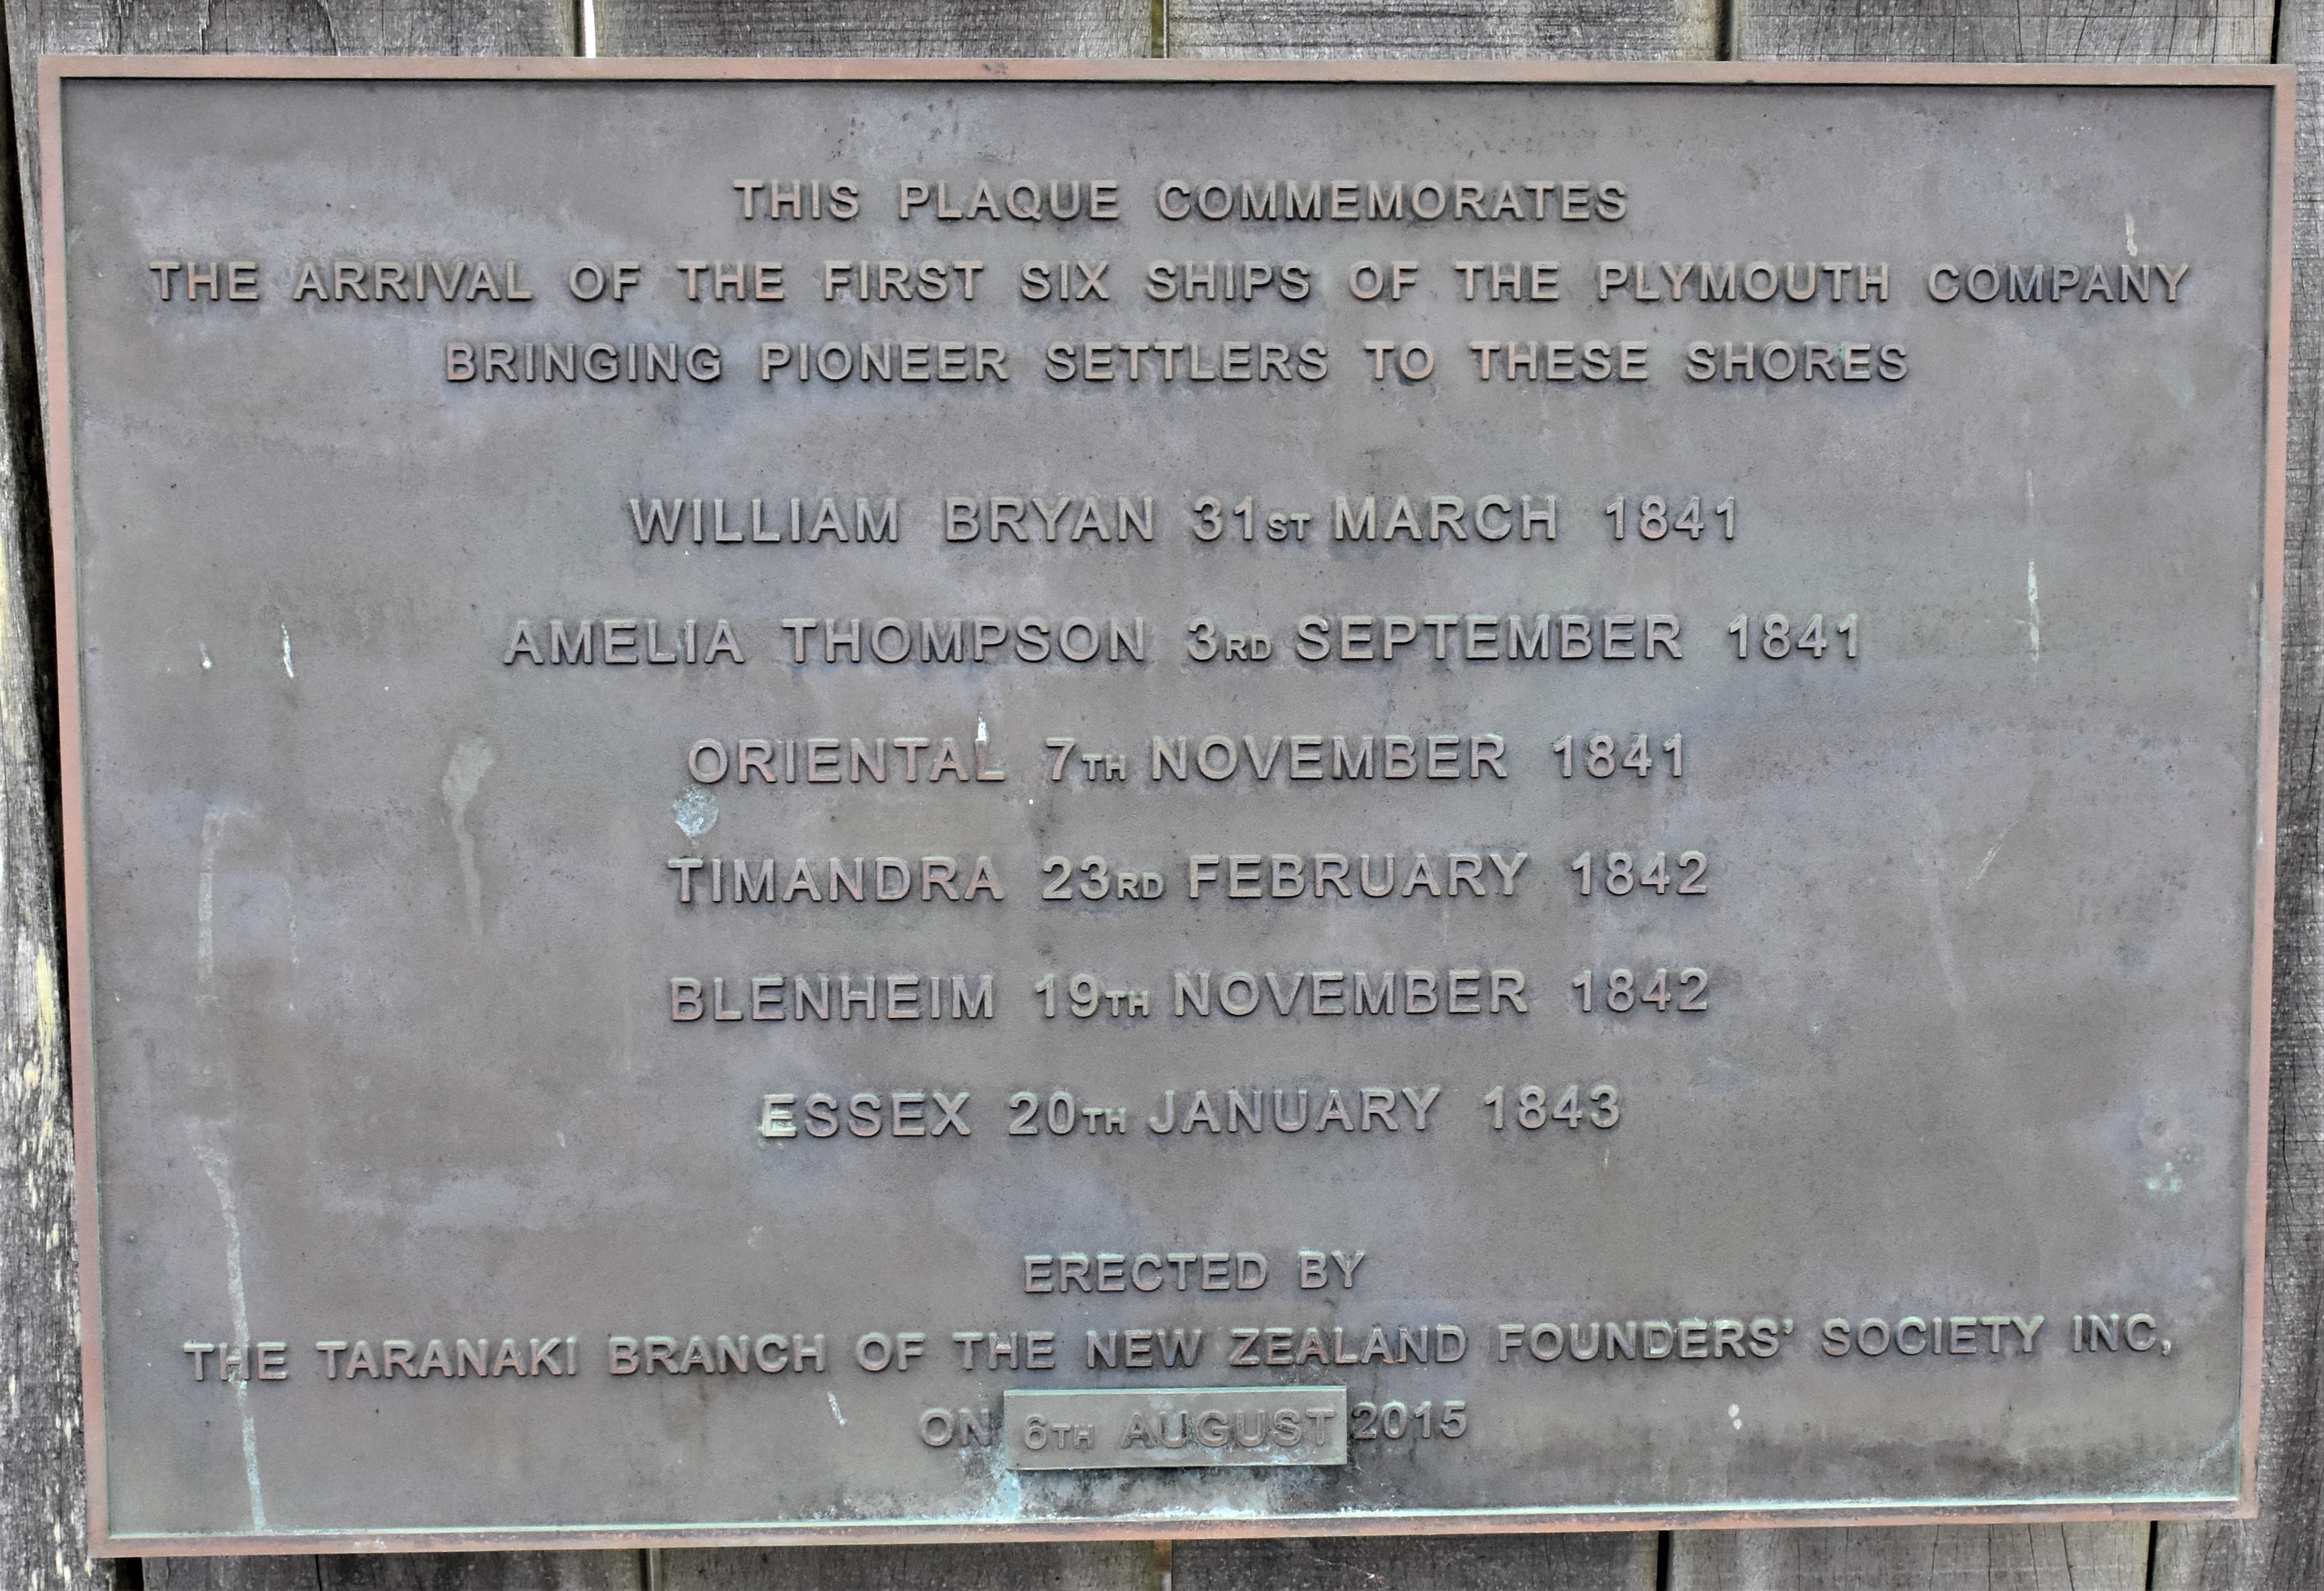 THIS PLAQUE COMMEMORATES
THE ARRIVAL OF THE FIRST SIX SHIPS OF THE PLYMOUTH COMPANY
BRINGING PIONEER SETTLERS TO THESE SHORES
WILLIAM BRYAN 31ST MARCH 1841
AMELIA THOMPSON 3RD SEPTEMBER 1841
ORIENTAL 7TH NOVEMBER 1841
TIMANDRA 23RD FEBRUARY 1842
BLENHEIM 19TH NOVEMBER 1842
ESSEX 20TH JANUARY 1843
ERECTED BY
THE TARANAKI BRANCH OF THE NEW ZEALAND FOUNDERS' SOCIETY INC,
ON 6TH AUGUST 2015